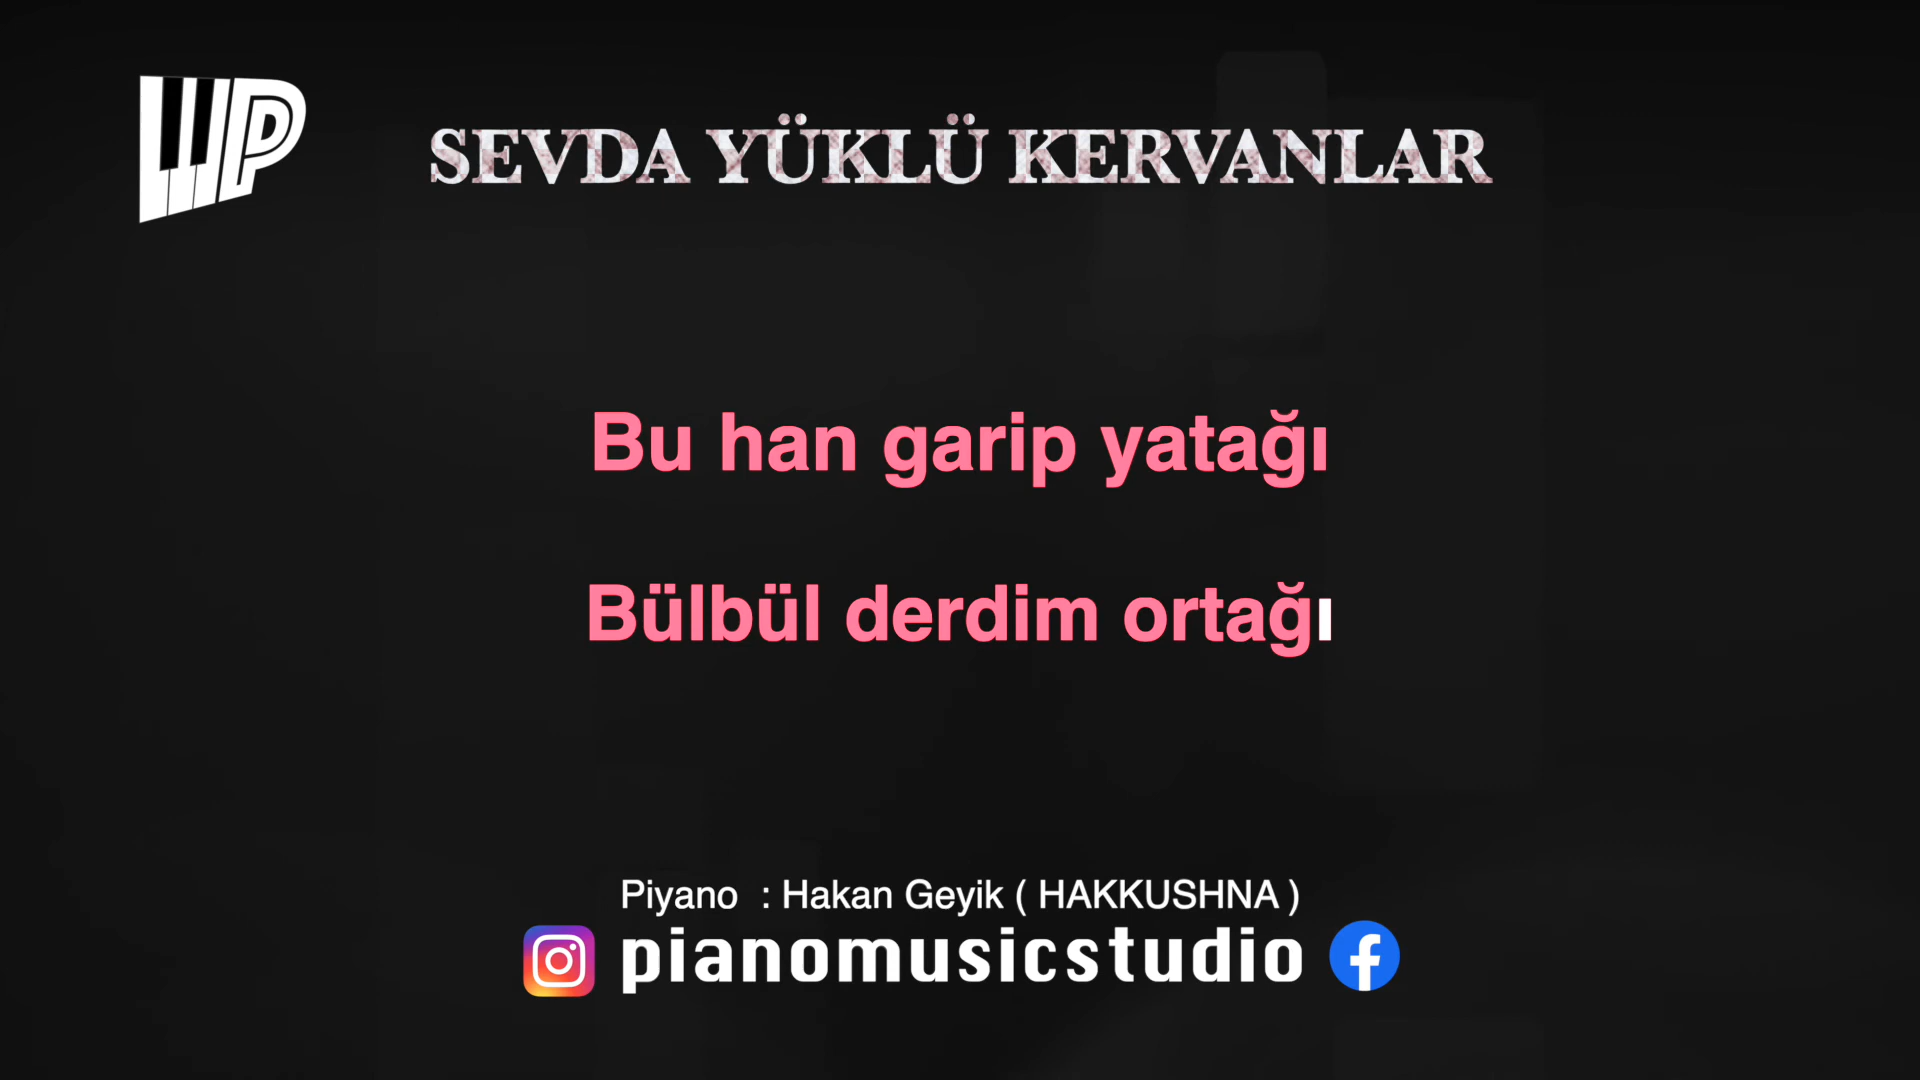 SEVDA YÜKLÜ KERVANLAR
Bu han garip yatağı
Bülbül derdim ortağı
Piyano : Hakan Geyik ( HAKKUSHNA )
pianomusicstudio